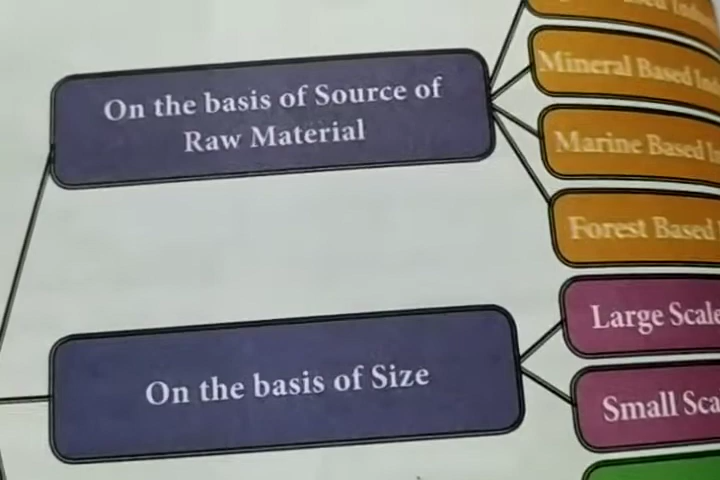 On the basis of Source of
Raw Material
Mineral Based
Marine Based
Forest Based
On the basis of Size
Large Scale
Small